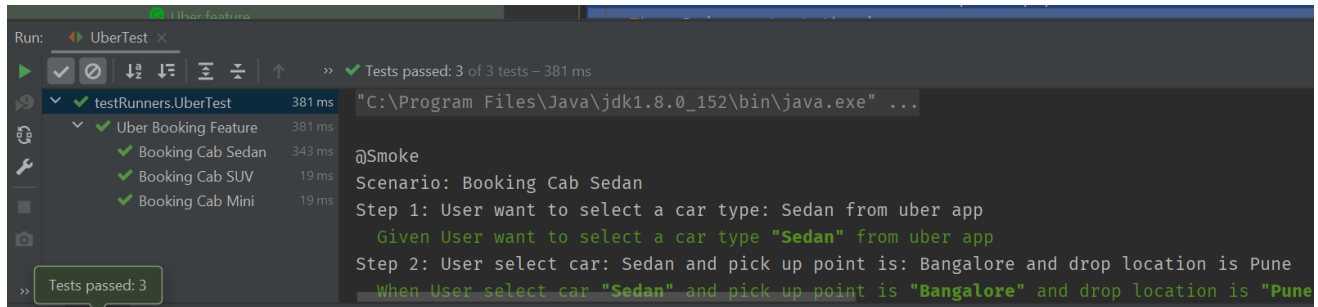 Uber feature
Run: UberTest ×
» Tests passed: 3 of 3 tests – 381 ms
testRunners.UberTest 381 ms
Uber Booking Feature 381 ms
Booking Cab Sedan 343 ms
Booking Cab SUV 19 ms
Booking Cab Mini 19 ms
Tests passed: 3
"C:\Program Files\Java\jdk1.8.0_152\bin\java.exe" ...
@Smoke
Scenario: Booking Cab Sedan
Step 1: User want to select a car type: Sedan from uber app
Given User want to select a car type "Sedan" from uber app
Step 2: User select car: Sedan and pick up point is: Bangalore and drop location is Pune
When User select car "Sedan" and pick up point is "Bangalore" and drop location is "Pune